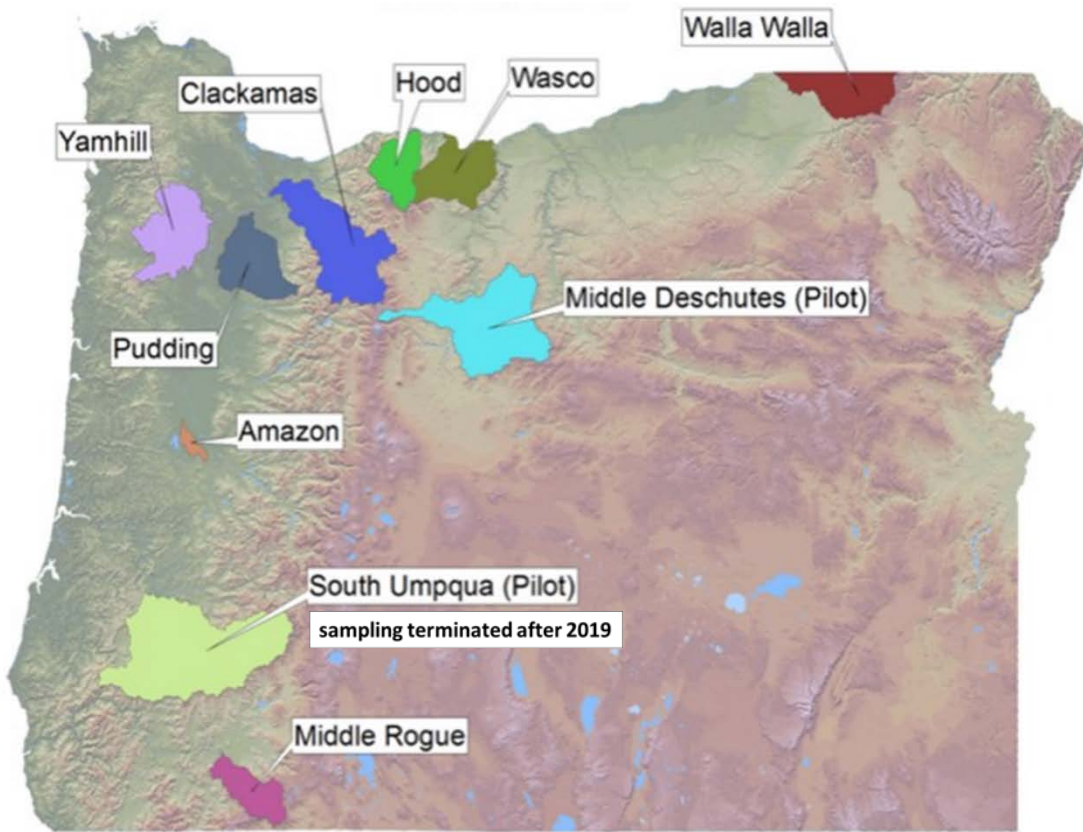 Walla Walla
Hood
Wasco
Clackamas
Yamhill
Middle Deschutes (Pilot)
Pudding
Amazon
South Umpqua (Pilot)
sampling terminated after 2019
Middle Rogue